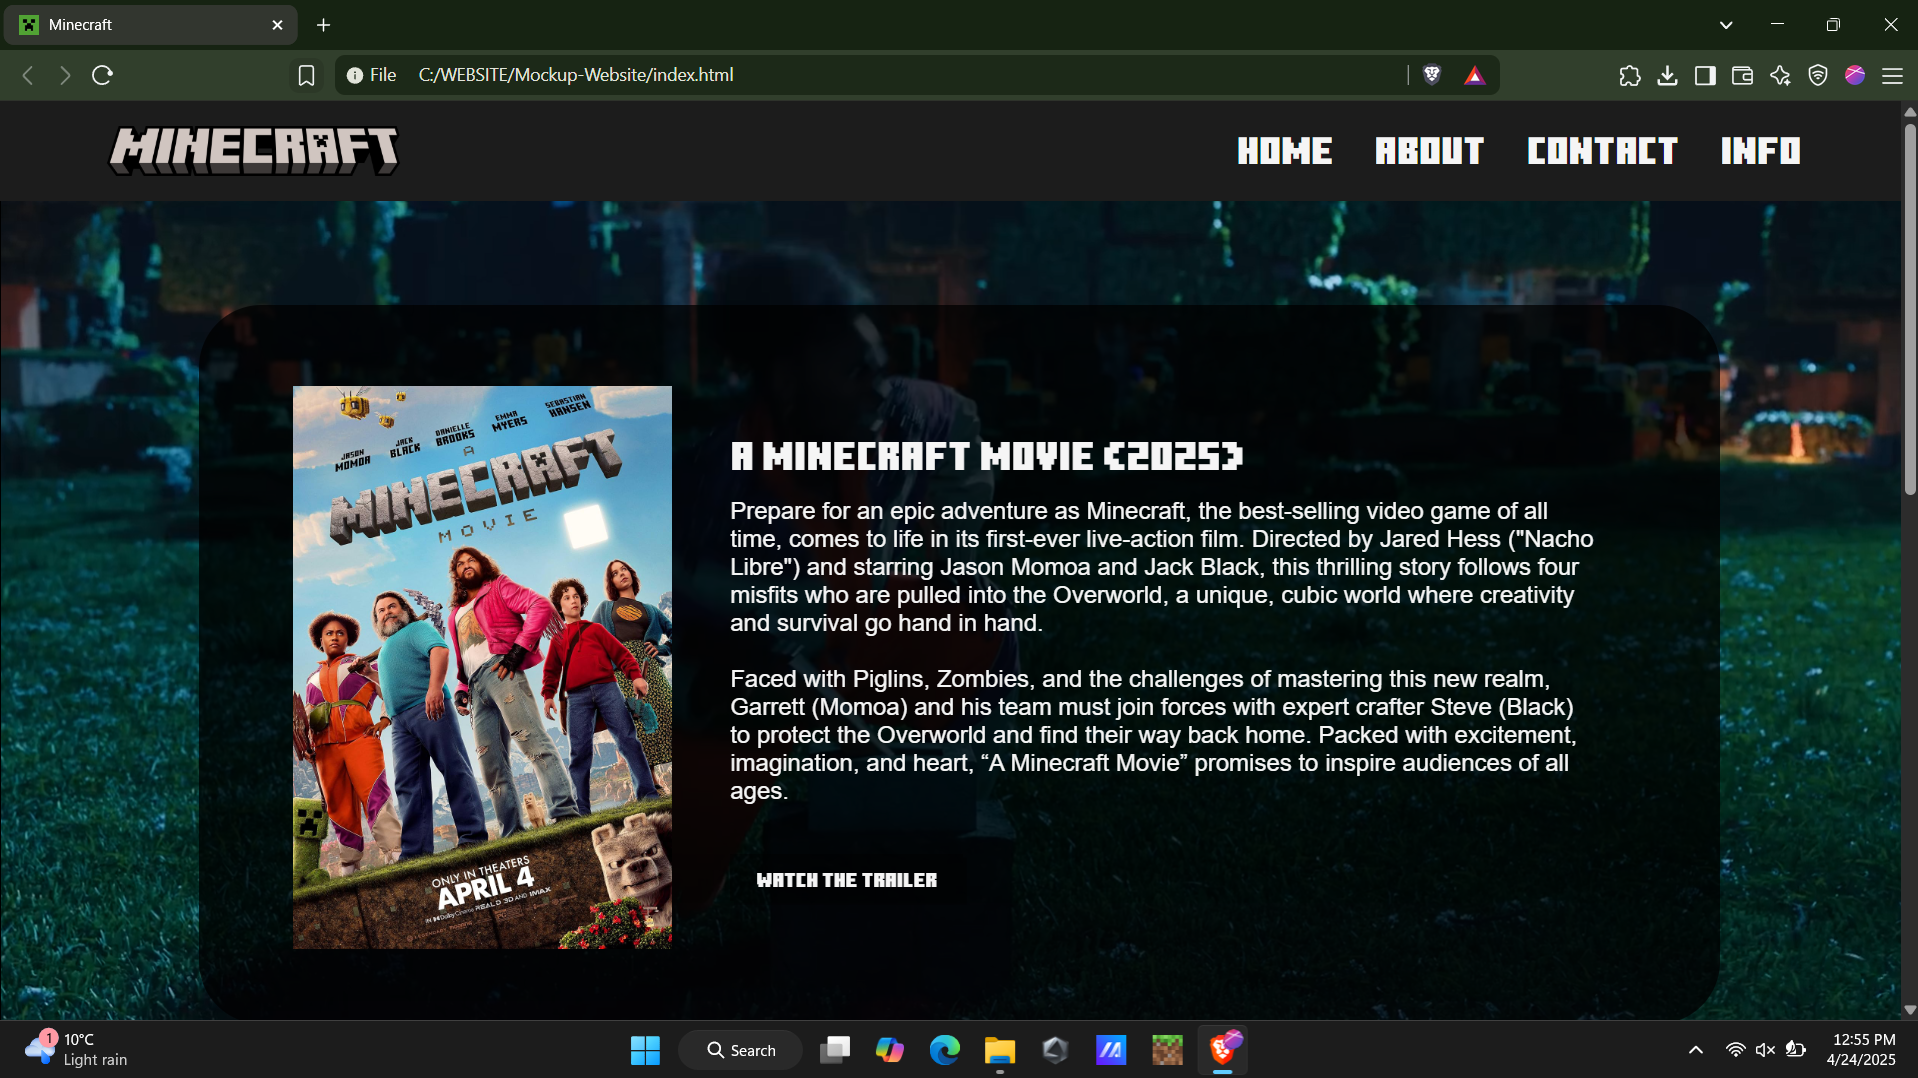 Minecraft
File C:/WEBSITE/Mockup-Website/index.html
MINECRAFT
HOME ABOUT CONTACT INFO
JASON MOMOA
JACK BLACK
DANIELLE BROOKS
EMMA MYERS
SEBASTIAN HANSEN
A
MINECRAFT
MOVIE
ONLY IN THEATERS
APRIL 4
A MINECRAFT MOVIE (2025)
Prepare for an epic adventure as Minecraft, the best-selling video game of all
time, comes to life in its first-ever live-action film. Directed by Jared Hess ("Nacho
Libre") and starring Jason Momoa and Jack Black, this thrilling story follows four
misfits who are pulled into the Overworld, a unique, cubic world where creativity
and survival go hand in hand.
Faced with Piglins, Zombies, and the challenges of mastering this new realm,
Garrett (Momoa) and his team must join forces with expert crafter Steve (Black)
to protect the Overworld and find their way back home. Packed with excitement,
imagination, and heart, “A Minecraft Movie” promises to inspire audiences of all
ages.
WATCH THE TRAILER
1
10°C
Light rain
Search
12:55 PM
4/24/2025